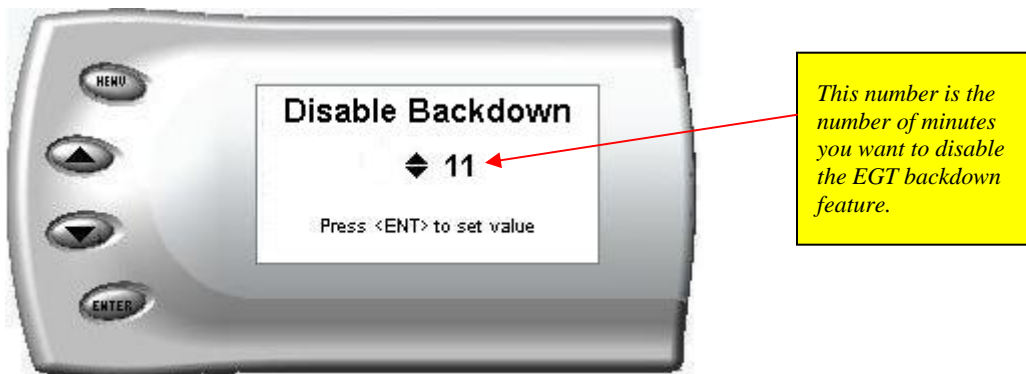 MENU
Disable Backdown
11
Press <ENT> to set value
ENTER
This number is the
number of minutes
you want to disable
the EGT backdown
feature.